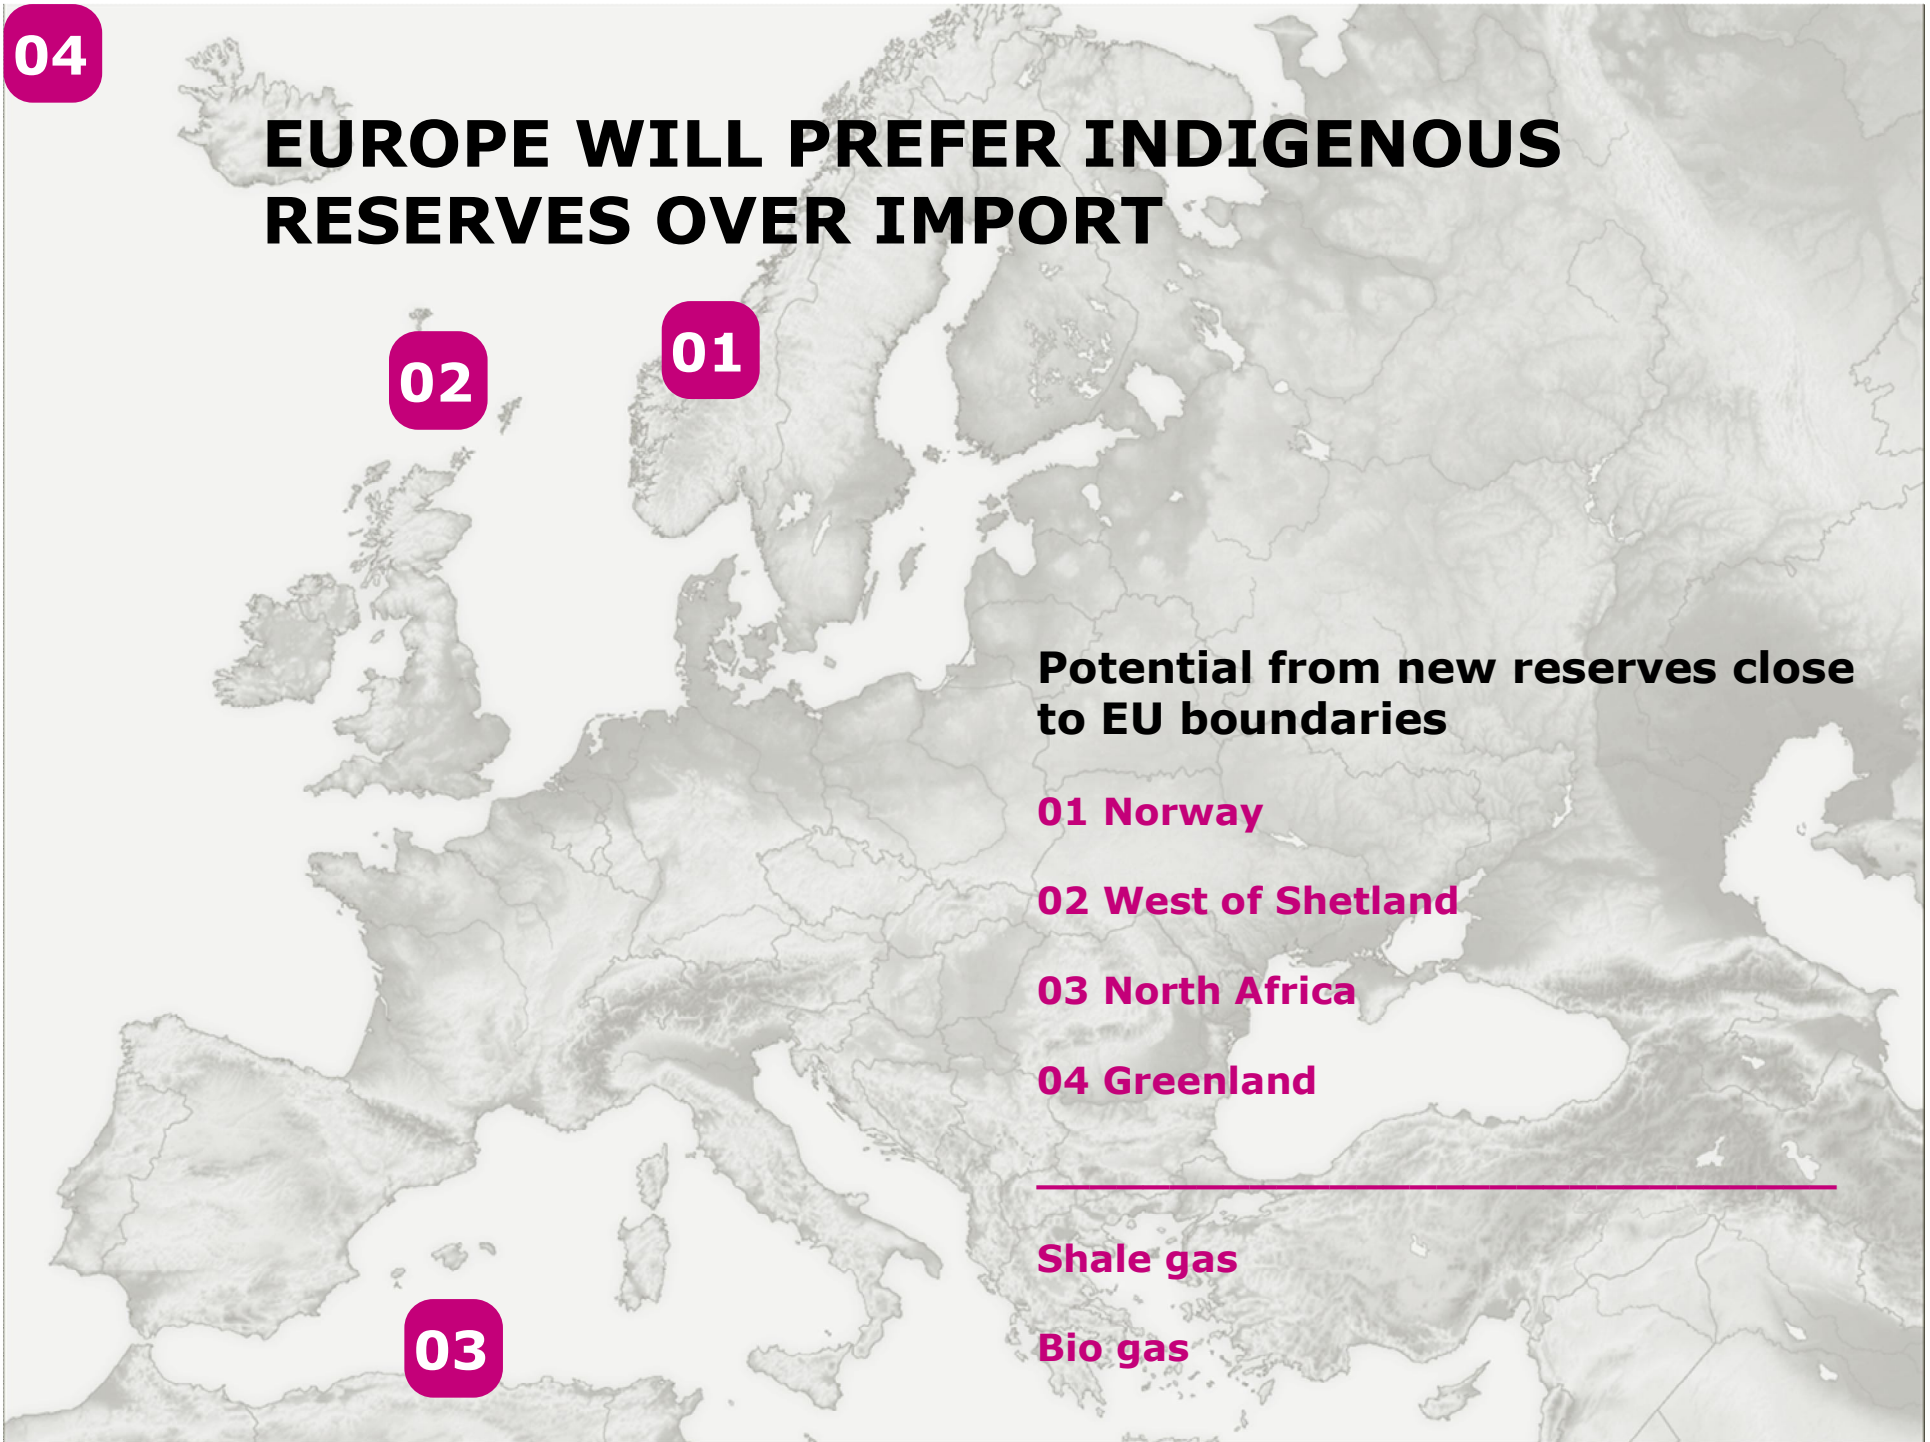 04
EUROPE WILL PREFER INDIGENOUS
RESERVES OVER IMPORT
01
02
Potential from new reserves close
to EU boundaries
01 Norway
02 West of Shetland
03 North Africa
04 Greenland
Shale gas
03
Bio gas